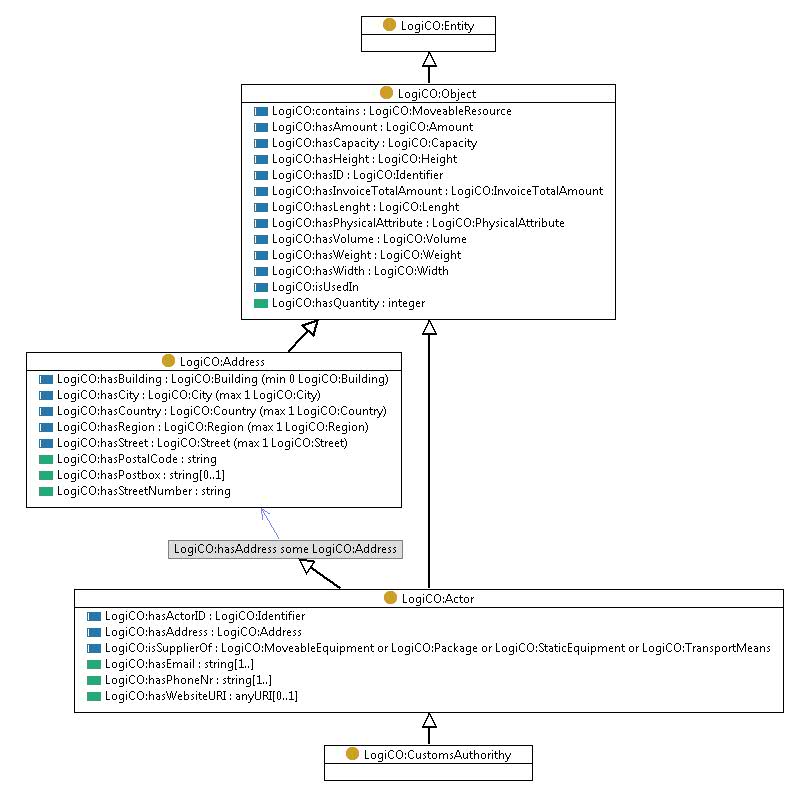 LogiCO:Entity
LogiCO:Object
LogiCO:contains : LogiCO:MoveableResource
LogiCO:hasAmount : LogiCO:Amount
LogiCO:hasCapacity : LogiCO:Capacity
LogiCO:hasHeight : LogiCO:Height
LogiCO:hasID : LogiCO:Identifier
LogiCO:hasInvoiceTotalAmount : LogiCO:InvoiceTotalAmount
LogiCO:hasLenght : LogiCO:Lenght
LogiCO:hasPhysicalAttribute : LogiCO:PhysicalAttribute
LogiCO:hasVolume : LogiCO:Volume
LogiCO:hasWeight : LogiCO:Weight
LogiCO:hasWidth : LogiCO:Width
LogiCO:isUsedIn
LogiCO:hasQuantity : integer
LogiCO:Address
LogiCO:hasBuilding : LogiCO:Building (min 0 LogiCO:Building)
LogiCO:hasCity : LogiCO:City (max 1 LogiCO:City)
LogiCO:hasCountry : LogiCO:Country (max 1 LogiCO:Country)
LogiCO:hasRegion : LogiCO:Region (max 1 LogiCO:Region)
LogiCO:hasStreet : LogiCO:Street (max 1 LogiCO:Street)
LogiCO:hasPostalCode : string
LogiCO:hasPostbox : string[0..1]
LogiCO:hasStreetNumber : string
LogiCO:hasAddress some LogiCO:Address
LogiCO:Actor
LogiCO:hasActorID : LogiCO:Identifier
LogiCO:hasAddress : LogiCO:Address
LogiCO:isSupplierOf : LogiCO:MoveableEquipment or LogiCO:Package or LogiCO:StaticEquipment or LogiCO:TransportMeans
LogiCO:hasEmail : string[1..]
LogiCO:hasPhoneNr : string[1..]
LogiCO:hasWebsiteURI : anyURI[0..1]
LogiCO:CustomsAuthorithy